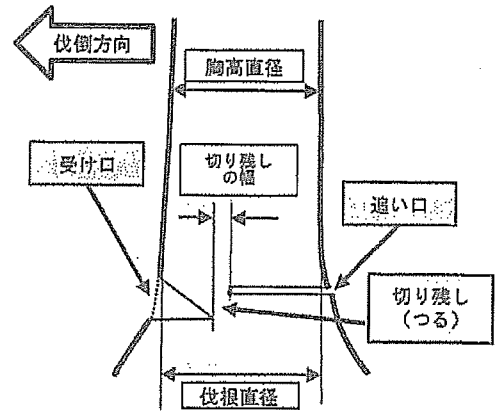 伐倒方向
胸高直径
受け口
切り残し
の幅
追い口
切り残し
(つる)
伐根直径